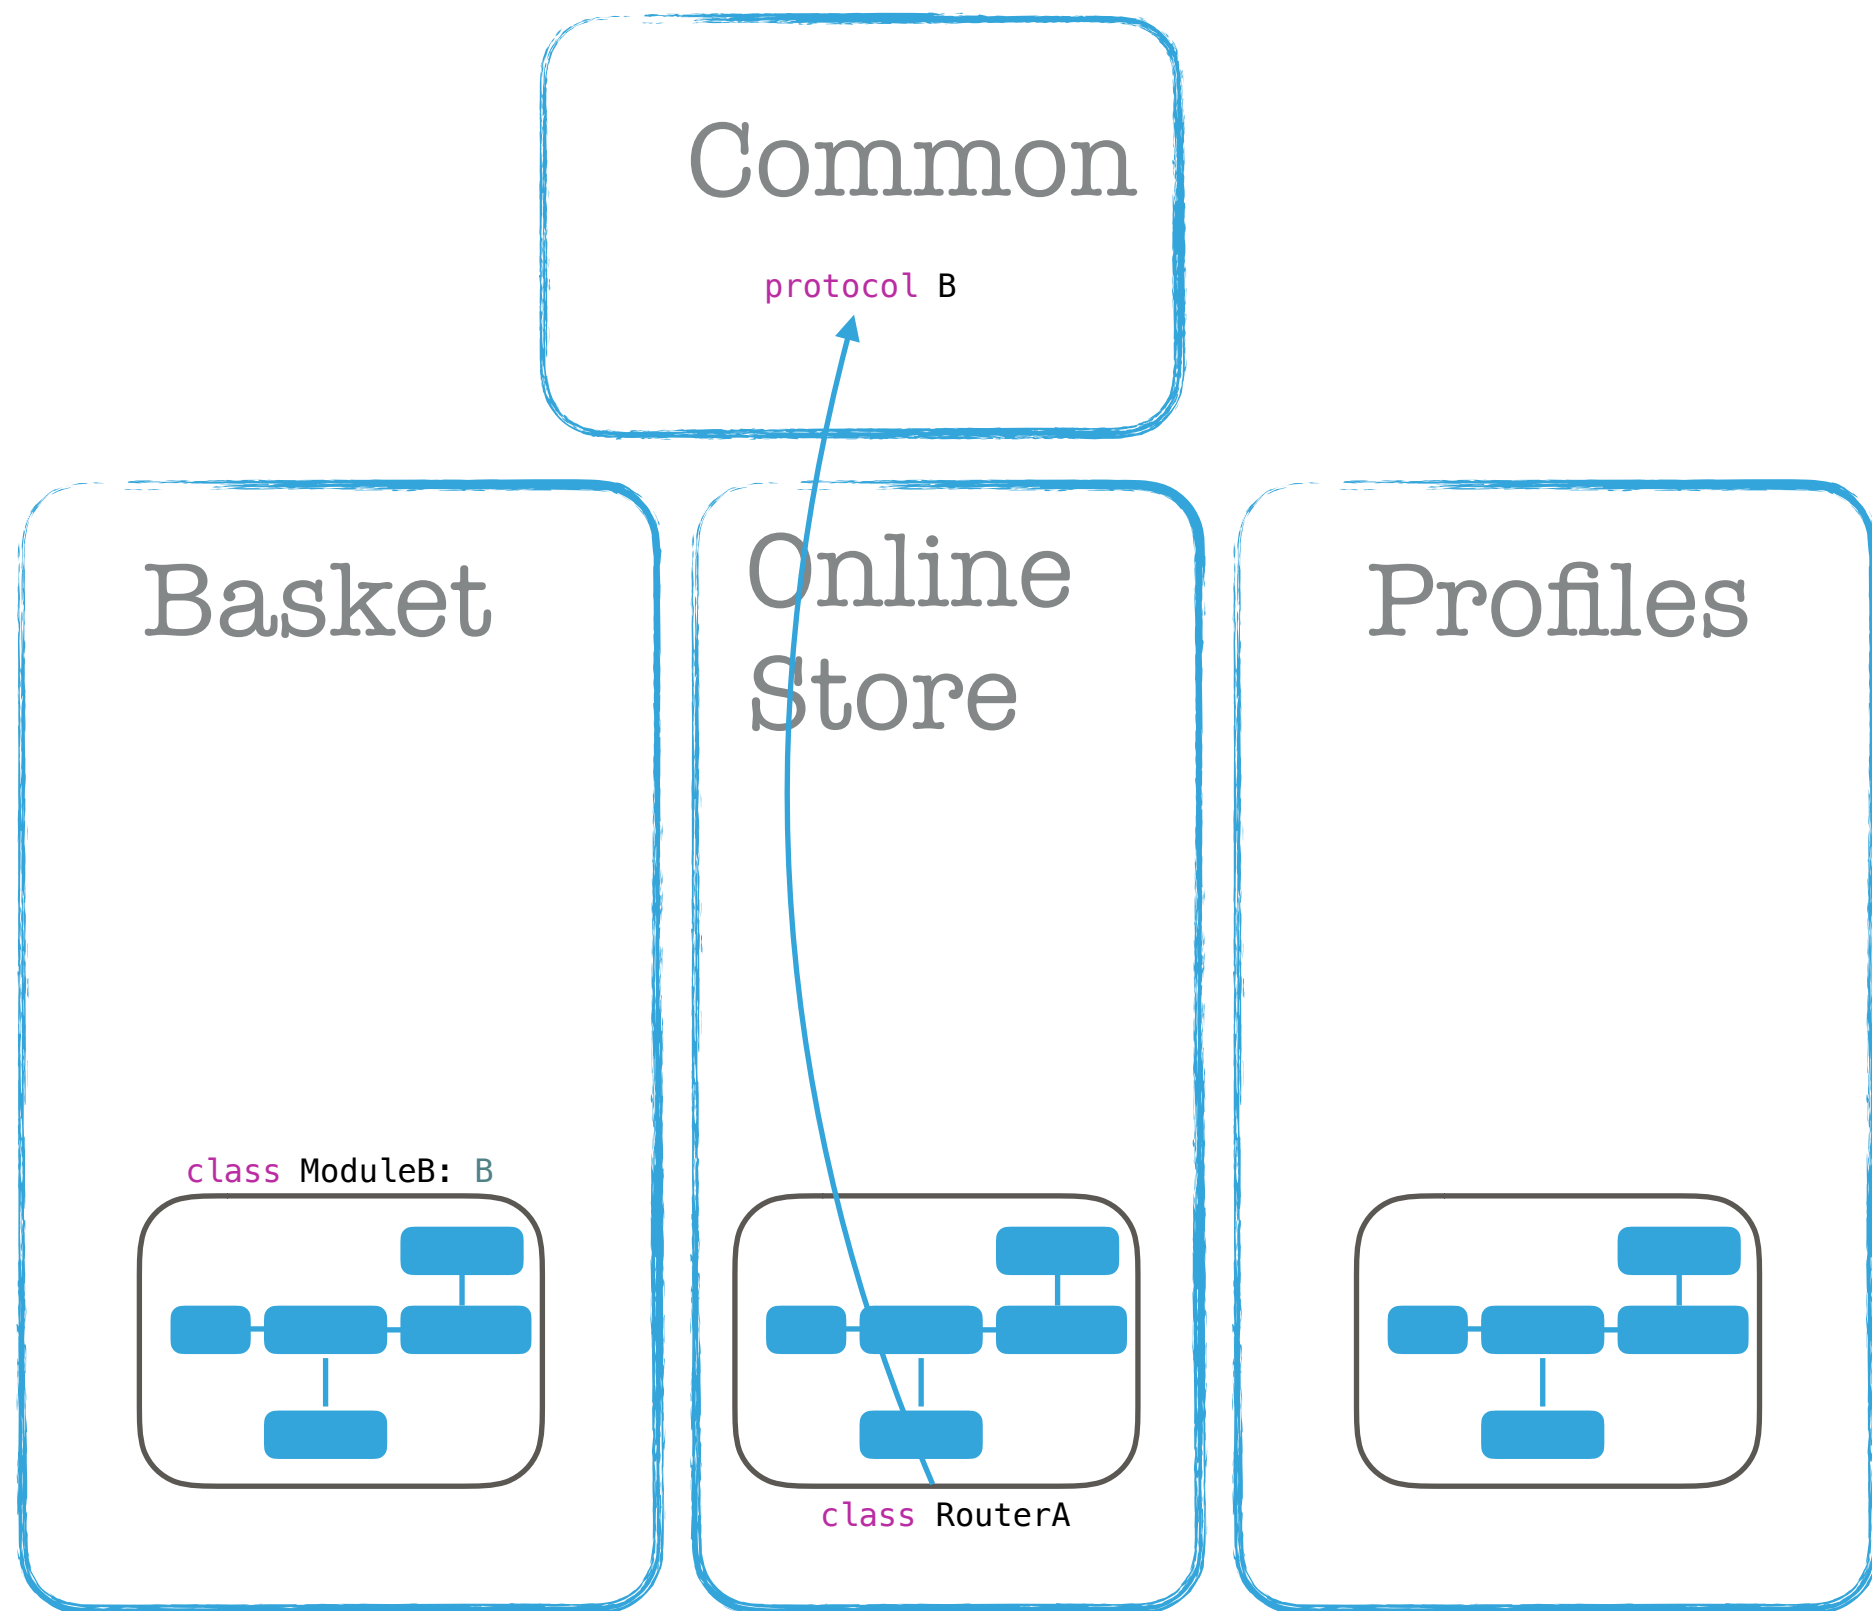 Common
protocol B
Basket
Online
Store
Profiles
class ModuleB: B
class RouterA